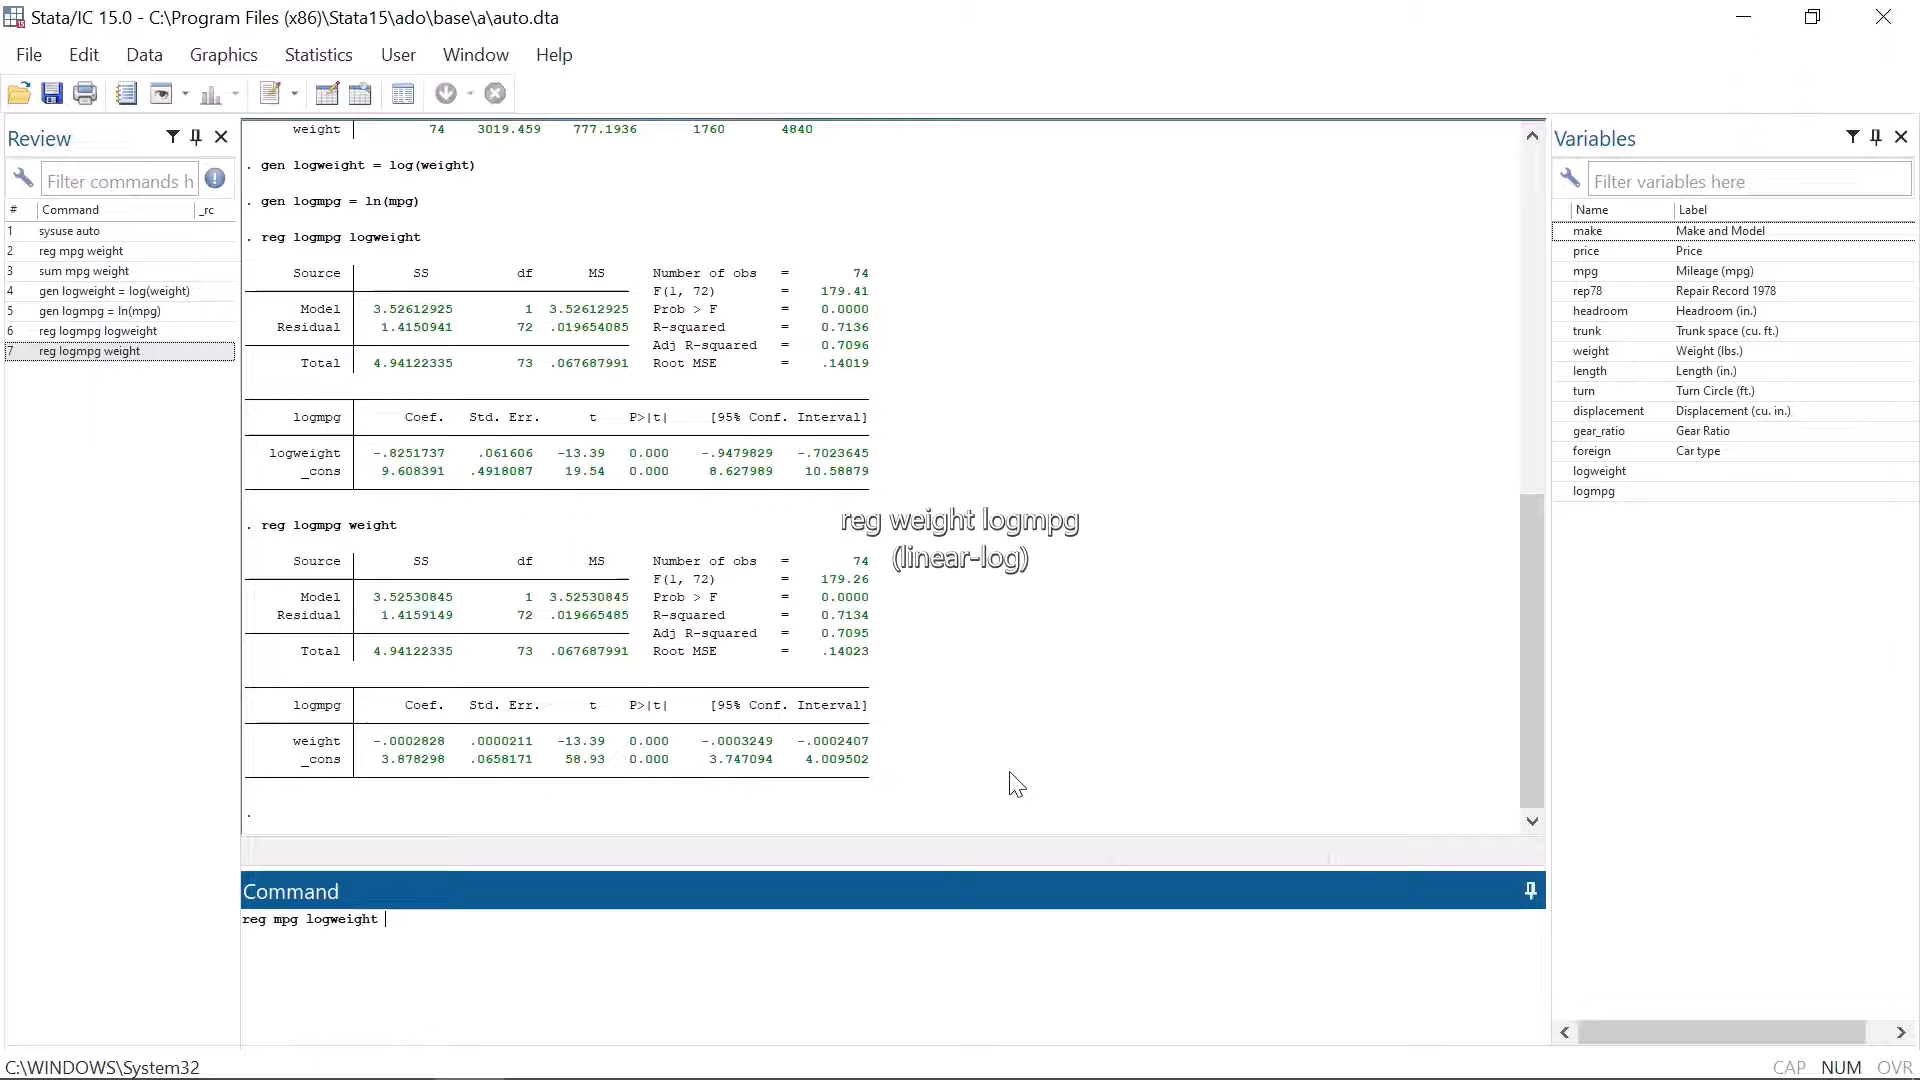 Stata/IC 15.0 - C:\Program Files (x86)\Stata15\ado\base\a\auto.dta
File Edit Data Graphics Statistics User Window Help
Review
Filter commands h
# Command _rc
1 sysuse auto
2 reg mpg weight
3 sum mpg weight
4 gen logweight = log(weight)
5 gen logmpg = ln(mpg)
6 reg logmpg logweight
7 reg logmpg weight
weight 74 3019.459 777.1936 1760 4840
. gen logweight = log(weight)
. gen logmpg = ln(mpg)
. reg logmpg logweight
Source SS df MS Number of obs = 74
F(1, 72) = 179.41
Model 3.52612925 1 3.52612925 Prob > F = 0.0000
Residual 1.4150941 72 .019654085 R-squared = 0.7136
Adj R-squared = 0.7096
Total 4.94122335 73 .067687991 Root MSE = .14019
logmpg Coef. Std. Err. t P>|t| [95% Conf. Interval]
logweight -.8251737 .061606 -13.39 0.000 -.9479829 -.7023645
_cons 9.608391 .4918087 19.54 0.000 8.627989 10.58879
. reg logmpg weight
Source SS df MS Number of obs = 74
F(1, 72) = 179.26
Model 3.52530845 1 3.52530845 Prob > F = 0.0000
Residual 1.4159149 72 .019665485 R-squared = 0.7134
Adj R-squared = 0.7095
Total 4.94122335 73 .067687991 Root MSE = .14023
logmpg Coef. Std. Err. t P>|t| [95% Conf. Interval]
weight -.0002828 .0000211 -13.39 0.000 -.0003249 -.0002407
_cons 3.878298 .0658171 58.93 0.000 3.747094 4.009502
.
reg weight logmpg
(linear-log)
Command
reg mpg logweight
Variables
Filter variables here
Name Label
make Make and Model
price Price
mpg Mileage (mpg)
rep78 Repair Record 1978
headroom Headroom (in.)
trunk Trunk space (cu. ft.)
weight Weight (lbs.)
length Length (in.)
turn Turn Circle (ft.)
displacement Displacement (cu. in.)
gear_ratio Gear Ratio
foreign Car type
logweight
logmpg
C:\WINDOWS\System32
CAP NUM OVR